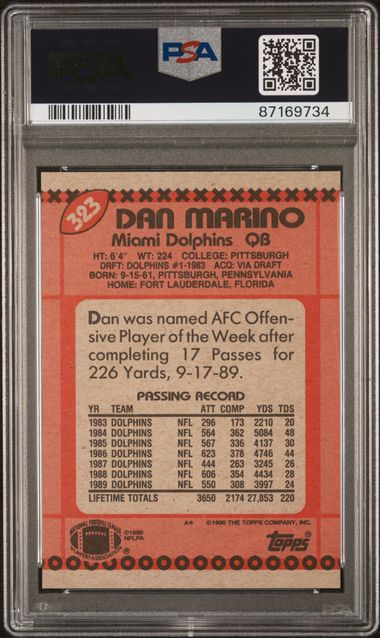 PSA
PSA
87169734
323
DAN MARINO
Miami Dolphins QB
HT: 6'4" WT: 224 COLLEGE: PITTSBURGH
DRFT: DOLPHINS #1-1983 ACQ: VIA DRAFT
BORN: 9-15-61, PITTSBURGH, PENNSYLVANIA
HOME: FORT LAUDERDALE, FLORIDA
Dan was named AFC Offen-
sive Player of the Week after
completing 17 Passes for
226 Yards, 9-17-89.
PASSING RECORD
YR TEAM ATT COMP YDS TDS
1983 DOLPHINS NFL 296 173 2210 20
1984 DOLPHINS NFL 564 362 5084 48
1985 DOLPHINS NFL 567 336 4137 30
1986 DOLPHINS NFL 623 378 4746 44
1987 DOLPHINS NFL 444 263 3245 26
1988 DOLPHINS NFL 606 354 4434 28
1989 DOLPHINS NFL 550 308 3997 24
LIFETIME TOTALS 3650 2174 27,853 220
A* ©1990 THE TOPPS COMPANY, INC.
NATIONAL FOOTBALL LEAGUE
PLAYERS ASSOCIATION
©1990
NFLPA
®
Topps®